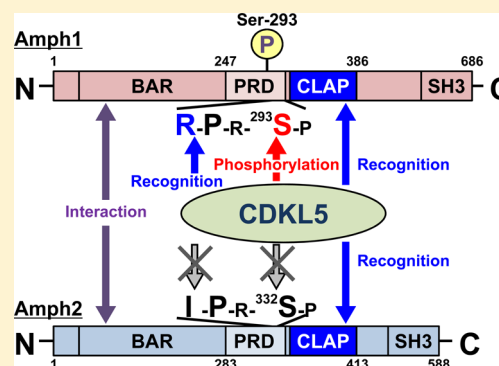 Ser-293
Amph1
P
1 247 386 686
N BAR PRD CLAP SH3 C
R-P-R-²⁹³S-P
Phosphorylation
Recognition Recognition
Interaction
CDKL5
Recognition
I-P-R-³³²S-P
Amph2
N BAR PRD CLAP SH3 C
1 283 413 588